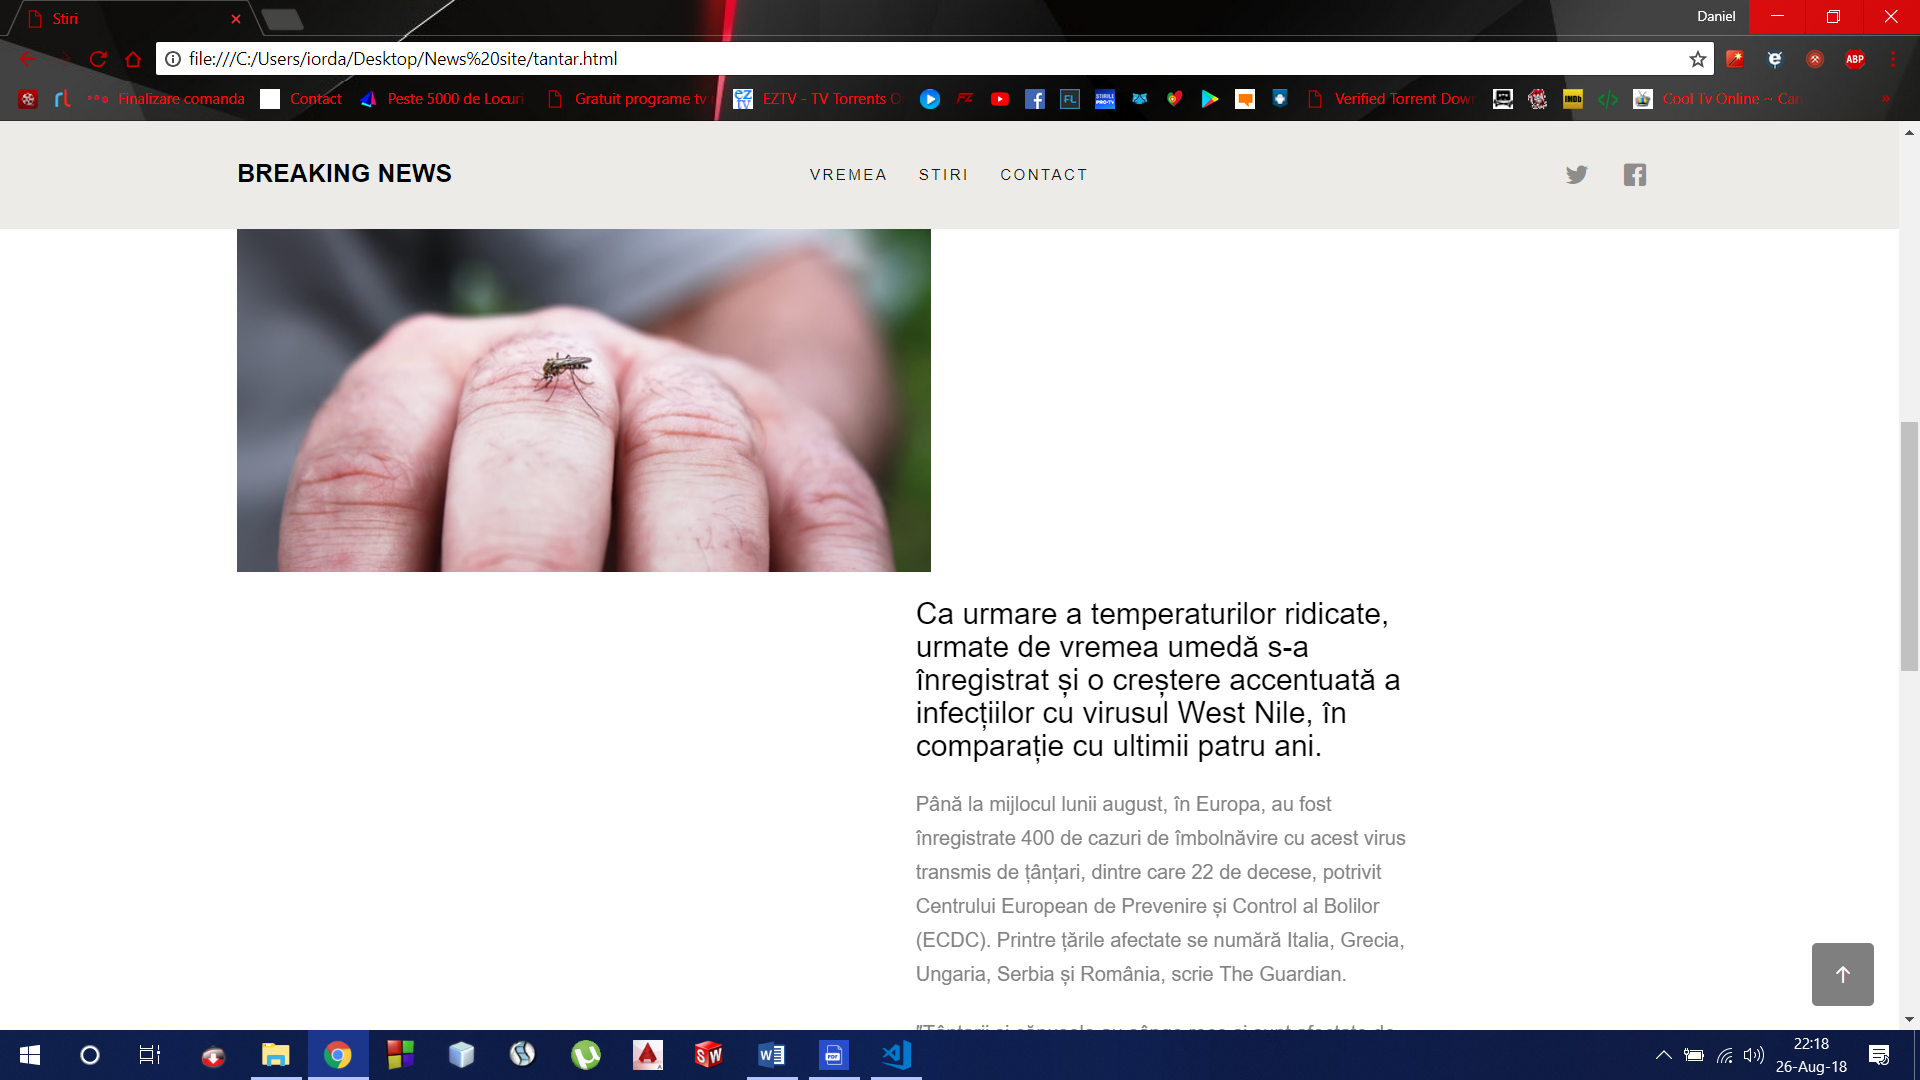 Stiri
Daniel
file:///C:/Users/iorda/Desktop/News%20site/tantar.html
ABP
Finalizare comanda
Contact
Peste 5000 de Locuri
Gratuit programe tv
EZTV - TV Torrents O
Verified Torrent Dow
Cool Tv Online ~ Can
BREAKING NEWS
VREMEA STIRI CONTACT
Ca urmare a temperaturilor ridicate,
urmate de vremea umedă s-a
înregistrat și o creștere accentuată a
infecțiilor cu virusul West Nile, în
comparație cu ultimii patru ani.
Până la mijlocul lunii august, în Europa, au fost
înregistrate 400 de cazuri de îmbolnăvire cu acest virus
transmis de țânțari, dintre care 22 de decese, potrivit
Centrului European de Prevenire și Control al Bolilor
(ECDC). Printre țările afectate se numără Italia, Grecia,
Ungaria, Serbia și România, scrie The Guardian.
22:18
26-Aug-18